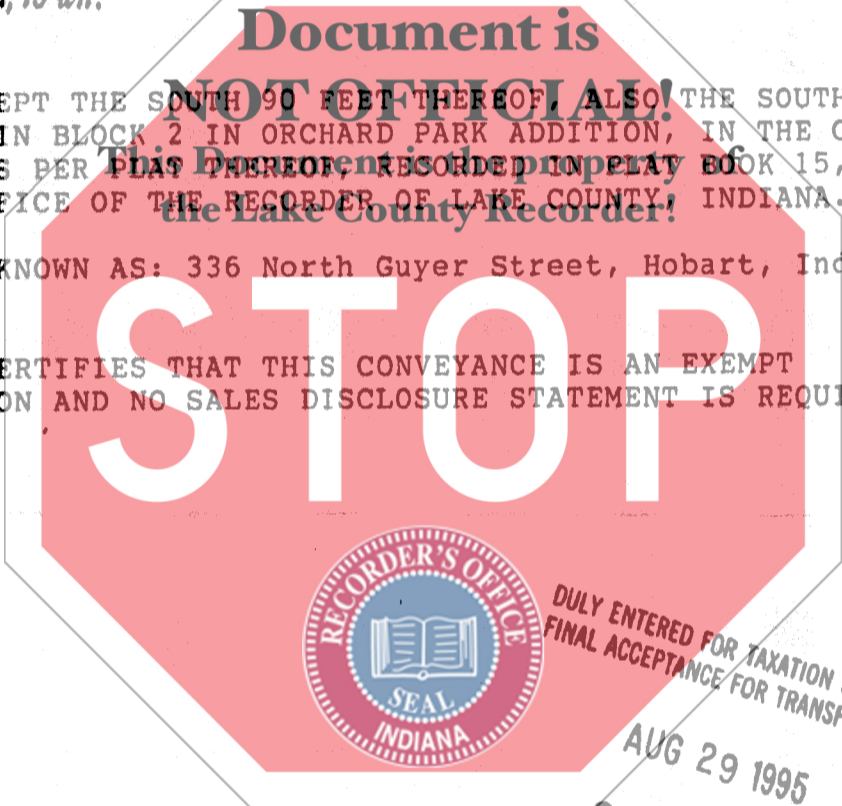 Document is
NOT OFFICIAL!
EPT THE SOUTH 90 FEET THEREOF, ALSO THE SOUTH
IN BLOCK 2 IN ORCHARD PARK ADDITION, IN THE
S PER PLAT THEREOF, RECORDED IN PLAT BOOK 15,
This Document is the property of
FICE OF THE RECORDER OF LAKE COUNTY, INDIANA.
the Lake County Recorder!
KNOWN AS: 336 North Guyer Street, Hobart, Ind
STOP
ERTIFIES THAT THIS CONVEYANCE IS AN EXEMPT
ON AND NO SALES DISCLOSURE STATEMENT IS REQUI
RECORDER'S OFFICE
SEAL
INDIANA
DULY ENTERED FOR TAXATION
FINAL ACCEPTANCE FOR TRANSF
AUG 29 1995